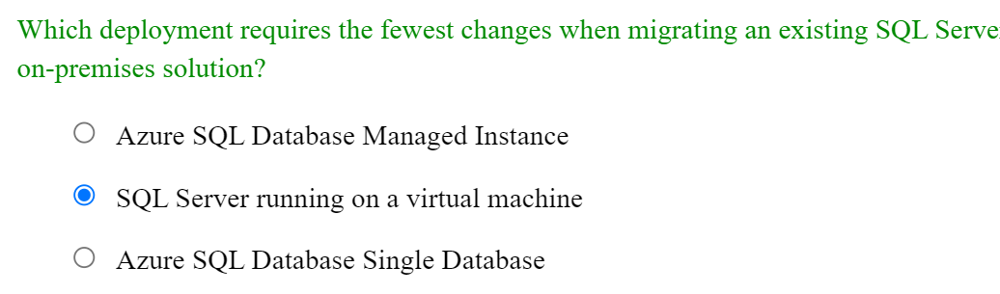 Which deployment requires the fewest changes when migrating an existing SQL Serve
on-premises solution?
Azure SQL Database Managed Instance
SQL Server running on a virtual machine
Azure SQL Database Single Database